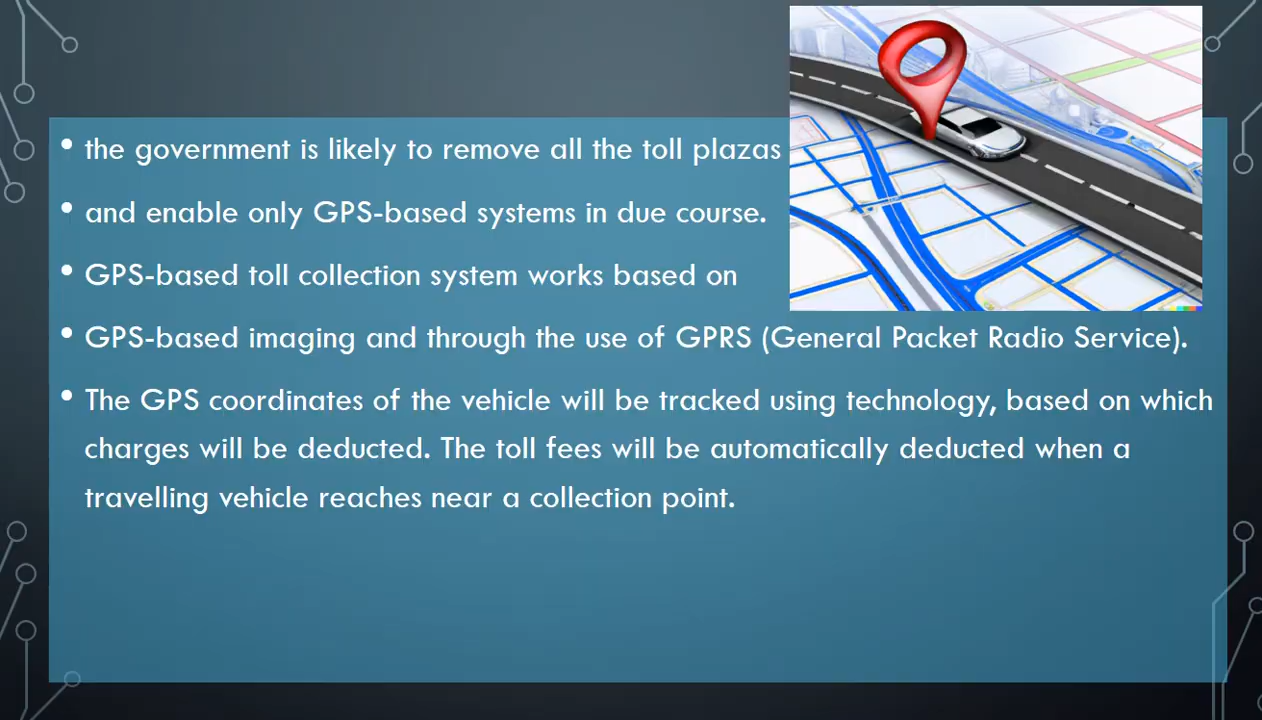 • the government is likely to remove all the toll plazas
• and enable only GPS-based systems in due course.
• GPS-based toll collection system works based on
• GPS-based imaging and through the use of GPRS (General Packet Radio Service).
• The GPS coordinates of the vehicle will be tracked using technology, based on which
charges will be deducted. The toll fees will be automatically deducted when a
travelling vehicle reaches near a collection point.